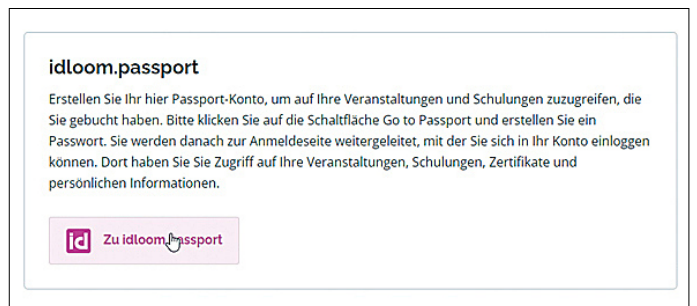 idloom.passport
Erstellen Sie Ihr hier Passport-Konto, um auf Ihre Veranstaltungen und Schulungen zuzugreifen, die
Sie gebucht haben. Bitte klicken Sie auf die Schaltfläche Go to Passport und erstellen Sie ein
Passwort. Sie werden danach zur Anmeldeseite weitergeleitet, mit der Sie sich in Ihr Konto einloggen
können. Dort haben Sie Sie Zugriff auf Ihre Veranstaltungen, Schulungen, Zertifikate und
persönlichen Informationen.
id Zu idloom.passport